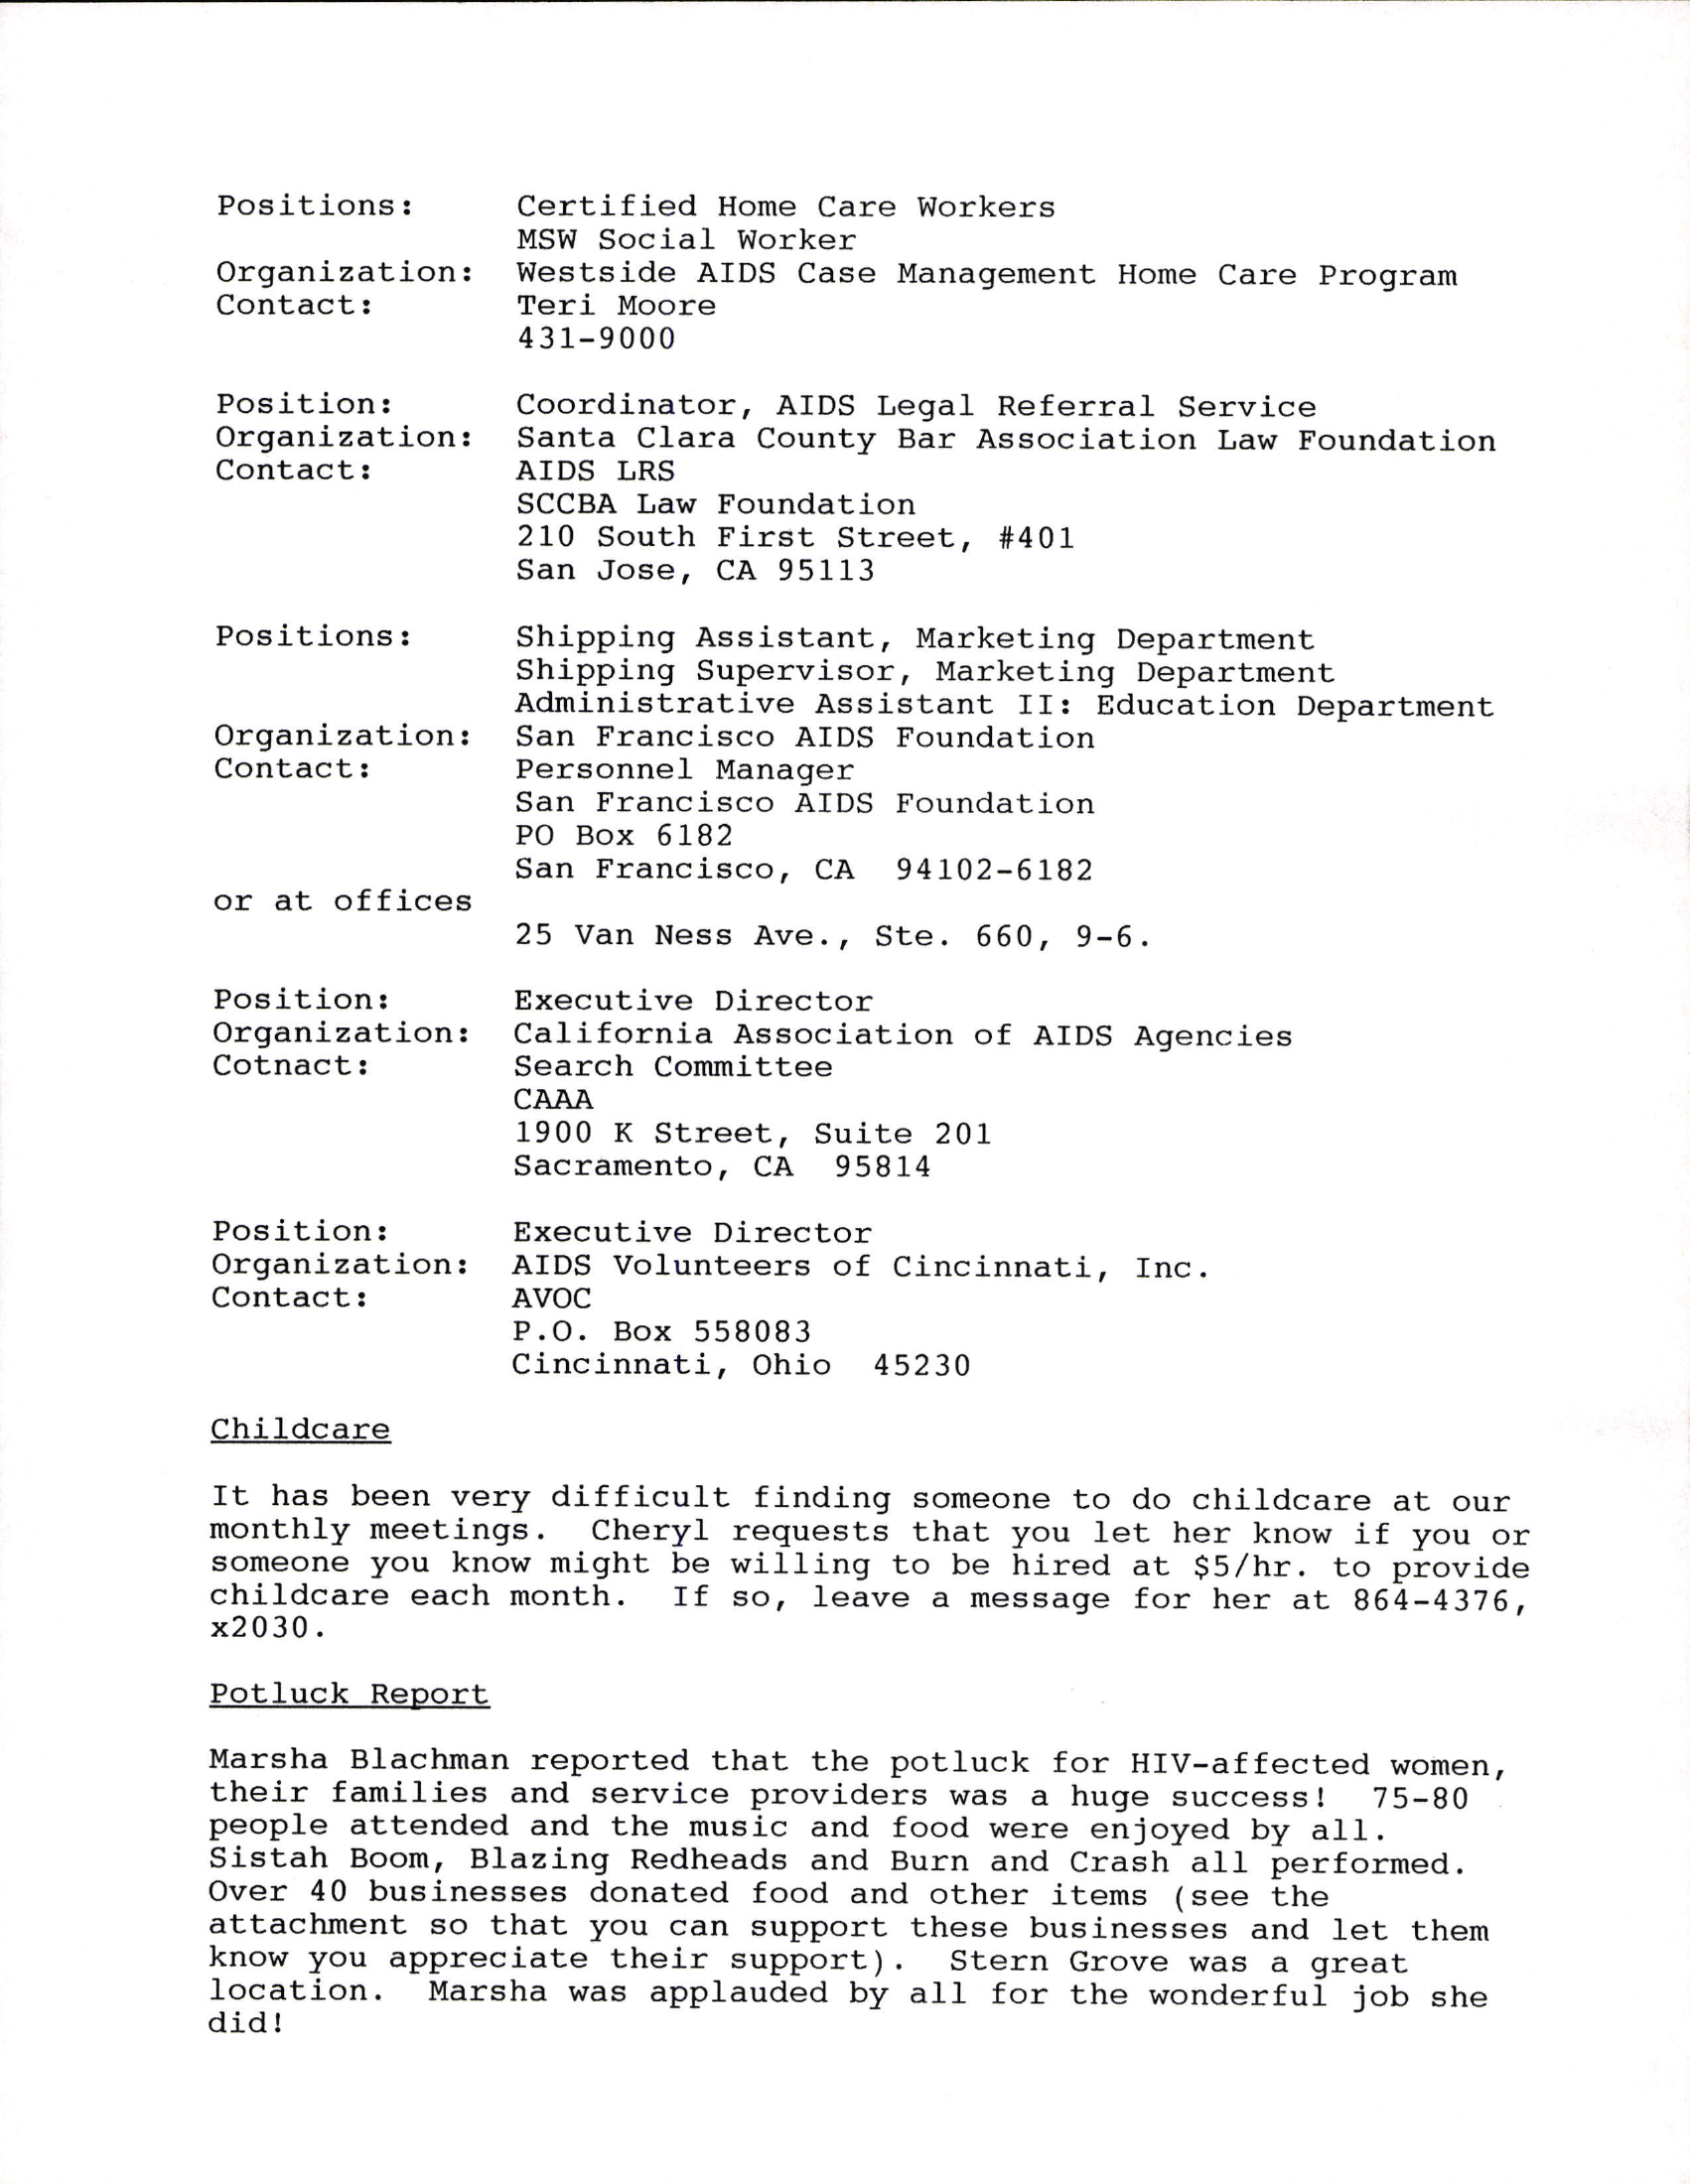 Positions: Certified Home Care Workers
MSW Social Worker
Organization: Westside AIDS Case Management Home Care Program
Contact: Teri Moore
431-9000
Position: Coordinator, AIDS Legal Referral Service
Organization: Santa Clara County Bar Association Law Foundation
Contact: AIDS LRS
SCCBA Law Foundation
210 South First Street, #401
San Jose, CA 95113
Positions: Shipping Assistant, Marketing Department
Shipping Supervisor, Marketing Department
Administrative Assistant II: Education Department
Organization: San Francisco AIDS Foundation
Contact: Personnel Manager
San Francisco AIDS Foundation
PO Box 6182
San Francisco, CA 94102-6182
or at offices
25 Van Ness Ave., Ste. 660, 9-6.
Position: Executive Director
Organization: California Association of AIDS Agencies
Cotnact: Search Committee
CAAA
1900 K Street, Suite 201
Sacramento, CA 95814
Position: Executive Director
Organization: AIDS Volunteers of Cincinnati, Inc.
Contact: AVOC
P.O. Box 558083
Cincinnati, Ohio 45230
Childcare
It has been very difficult finding someone to do childcare at our
monthly meetings. Cheryl requests that you let her know if you or
someone you know might be willing to be hired at $5/hr. to provide
childcare each month. If so, leave a message for her at 864-4376,
x2030.
Potluck Report
Marsha Blachman reported that the potluck for HIV-affected women,
their families and service providers was a huge success! 75-80
people attended and the music and food were enjoyed by all.
Sistah Boom, Blazing Redheads and Burn and Crash all performed.
Over 40 businesses donated food and other items (see the
attachment so that you can support these businesses and let them
know you appreciate their support). Stern Grove was a great
location. Marsha was applauded by all for the wonderful job she
did!